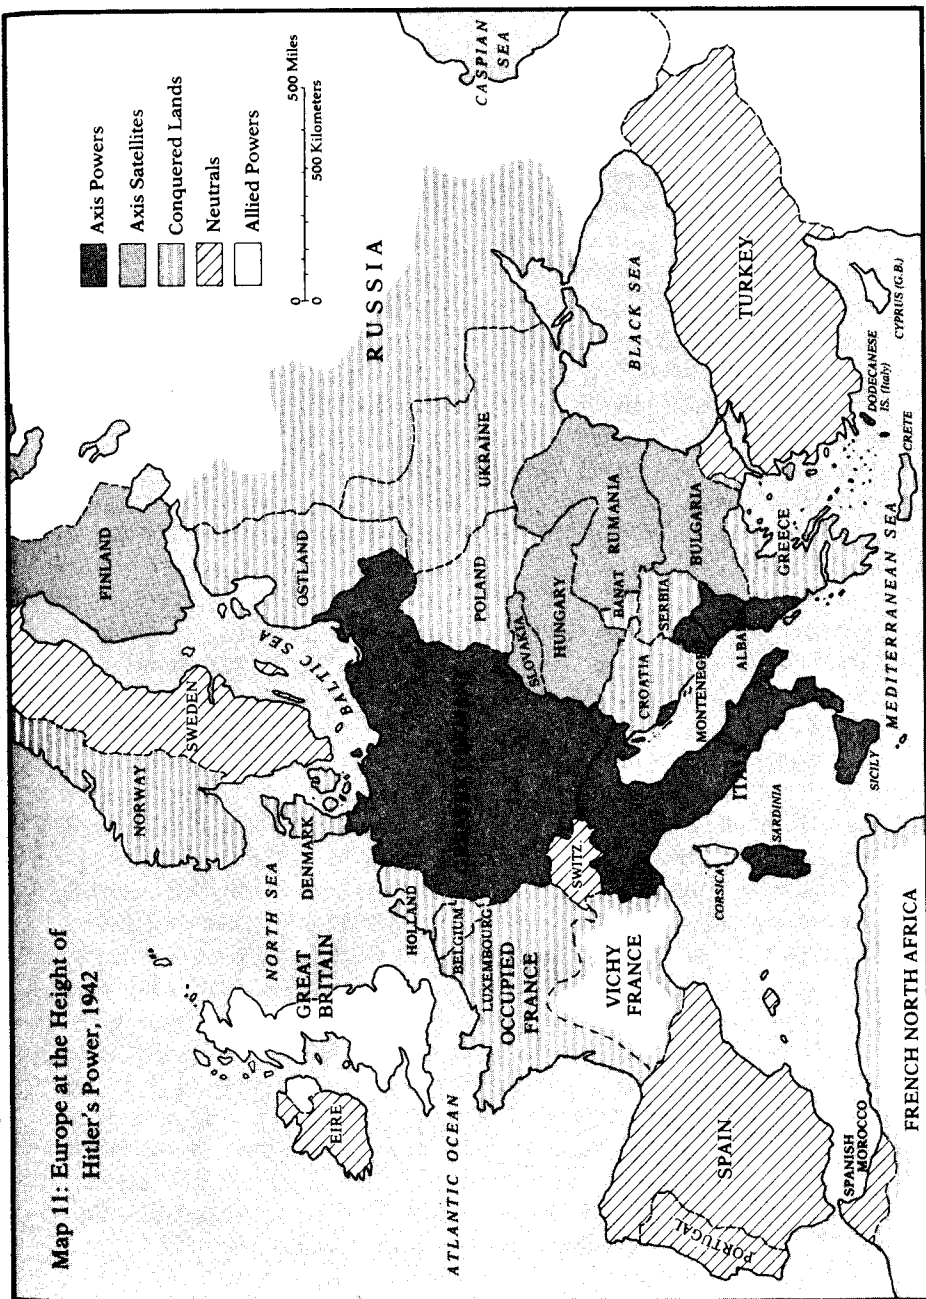 Map 11: Europe at the Height of
Hitler's Power, 1942
Axis Powers
Axis Satellites
Conquered Lands
Neutrals
Allied Powers
0 500 Miles
0 500 Kilometers
NORWAY
SWEDEN
FINLAND
NORTH SEA
DENMARK
BALTIC SEA
OSTLAND
RUSSIA
CASPIAN
SEA
EIRE
GREAT
BRITAIN
HOLLAND
BELGIUM
LUXEMBOURG
POLAND
UKRAINE
ATLANTIC OCEAN
OCCUPIED
FRANCE
SWITZ.
SLOVAKIA
HUNGARY
RUMANIA
VICHY
FRANCE
CROATIA
BANAT
SERBIA
BLACK SEA
BULGARIA
MONTENEG
ALBA
PORTUGAL
SPAIN
CORSICA
SARDINIA
ITA
GREECE
TURKEY
SICILY
DODECANESE
IS. (Italy)
CRETE
CYPRUS (G.B.)
MEDITERRANEAN SEA
SPANISH
MOROCCO
FRENCH NORTH AFRICA